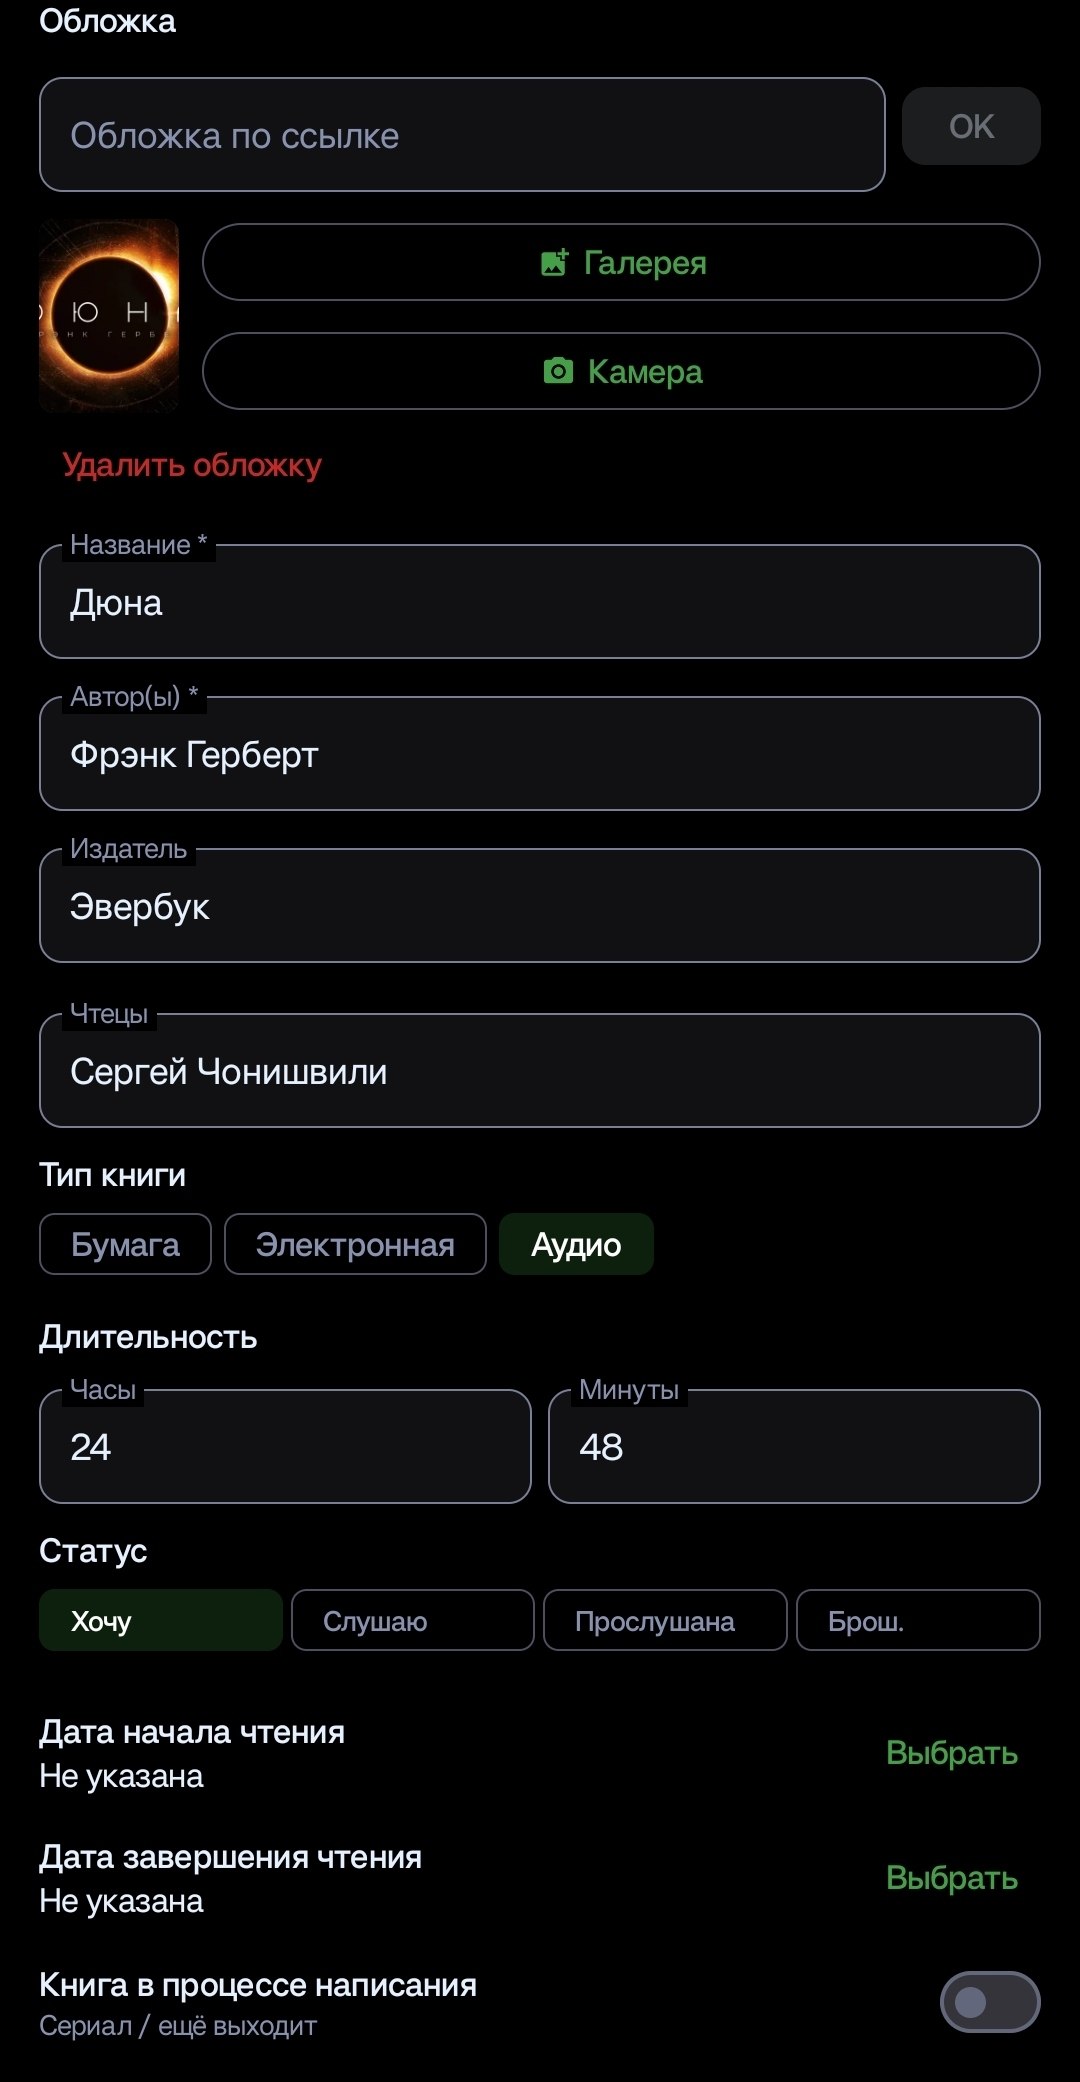 Обложка
Обложка по ссылке
OK
Ю Н
РЭНК ГЕРБЕ
Галерея
Камера
Удалить обложку
Название *
Дюна
Автор(ы) *
Фрэнк Герберт
Издатель
Эвербук
Чтецы
Сергей Чонишвили
Тип книги
Бумага Электронная Аудио
Длительность
Часы Минуты
24 48
Статус
Хочу Слушаю Прослушана Брош.
Дата начала чтения
Не указана
Выбрать
Дата завершения чтения
Не указана
Выбрать
Книга в процессе написания
Сериал / ещё выходит